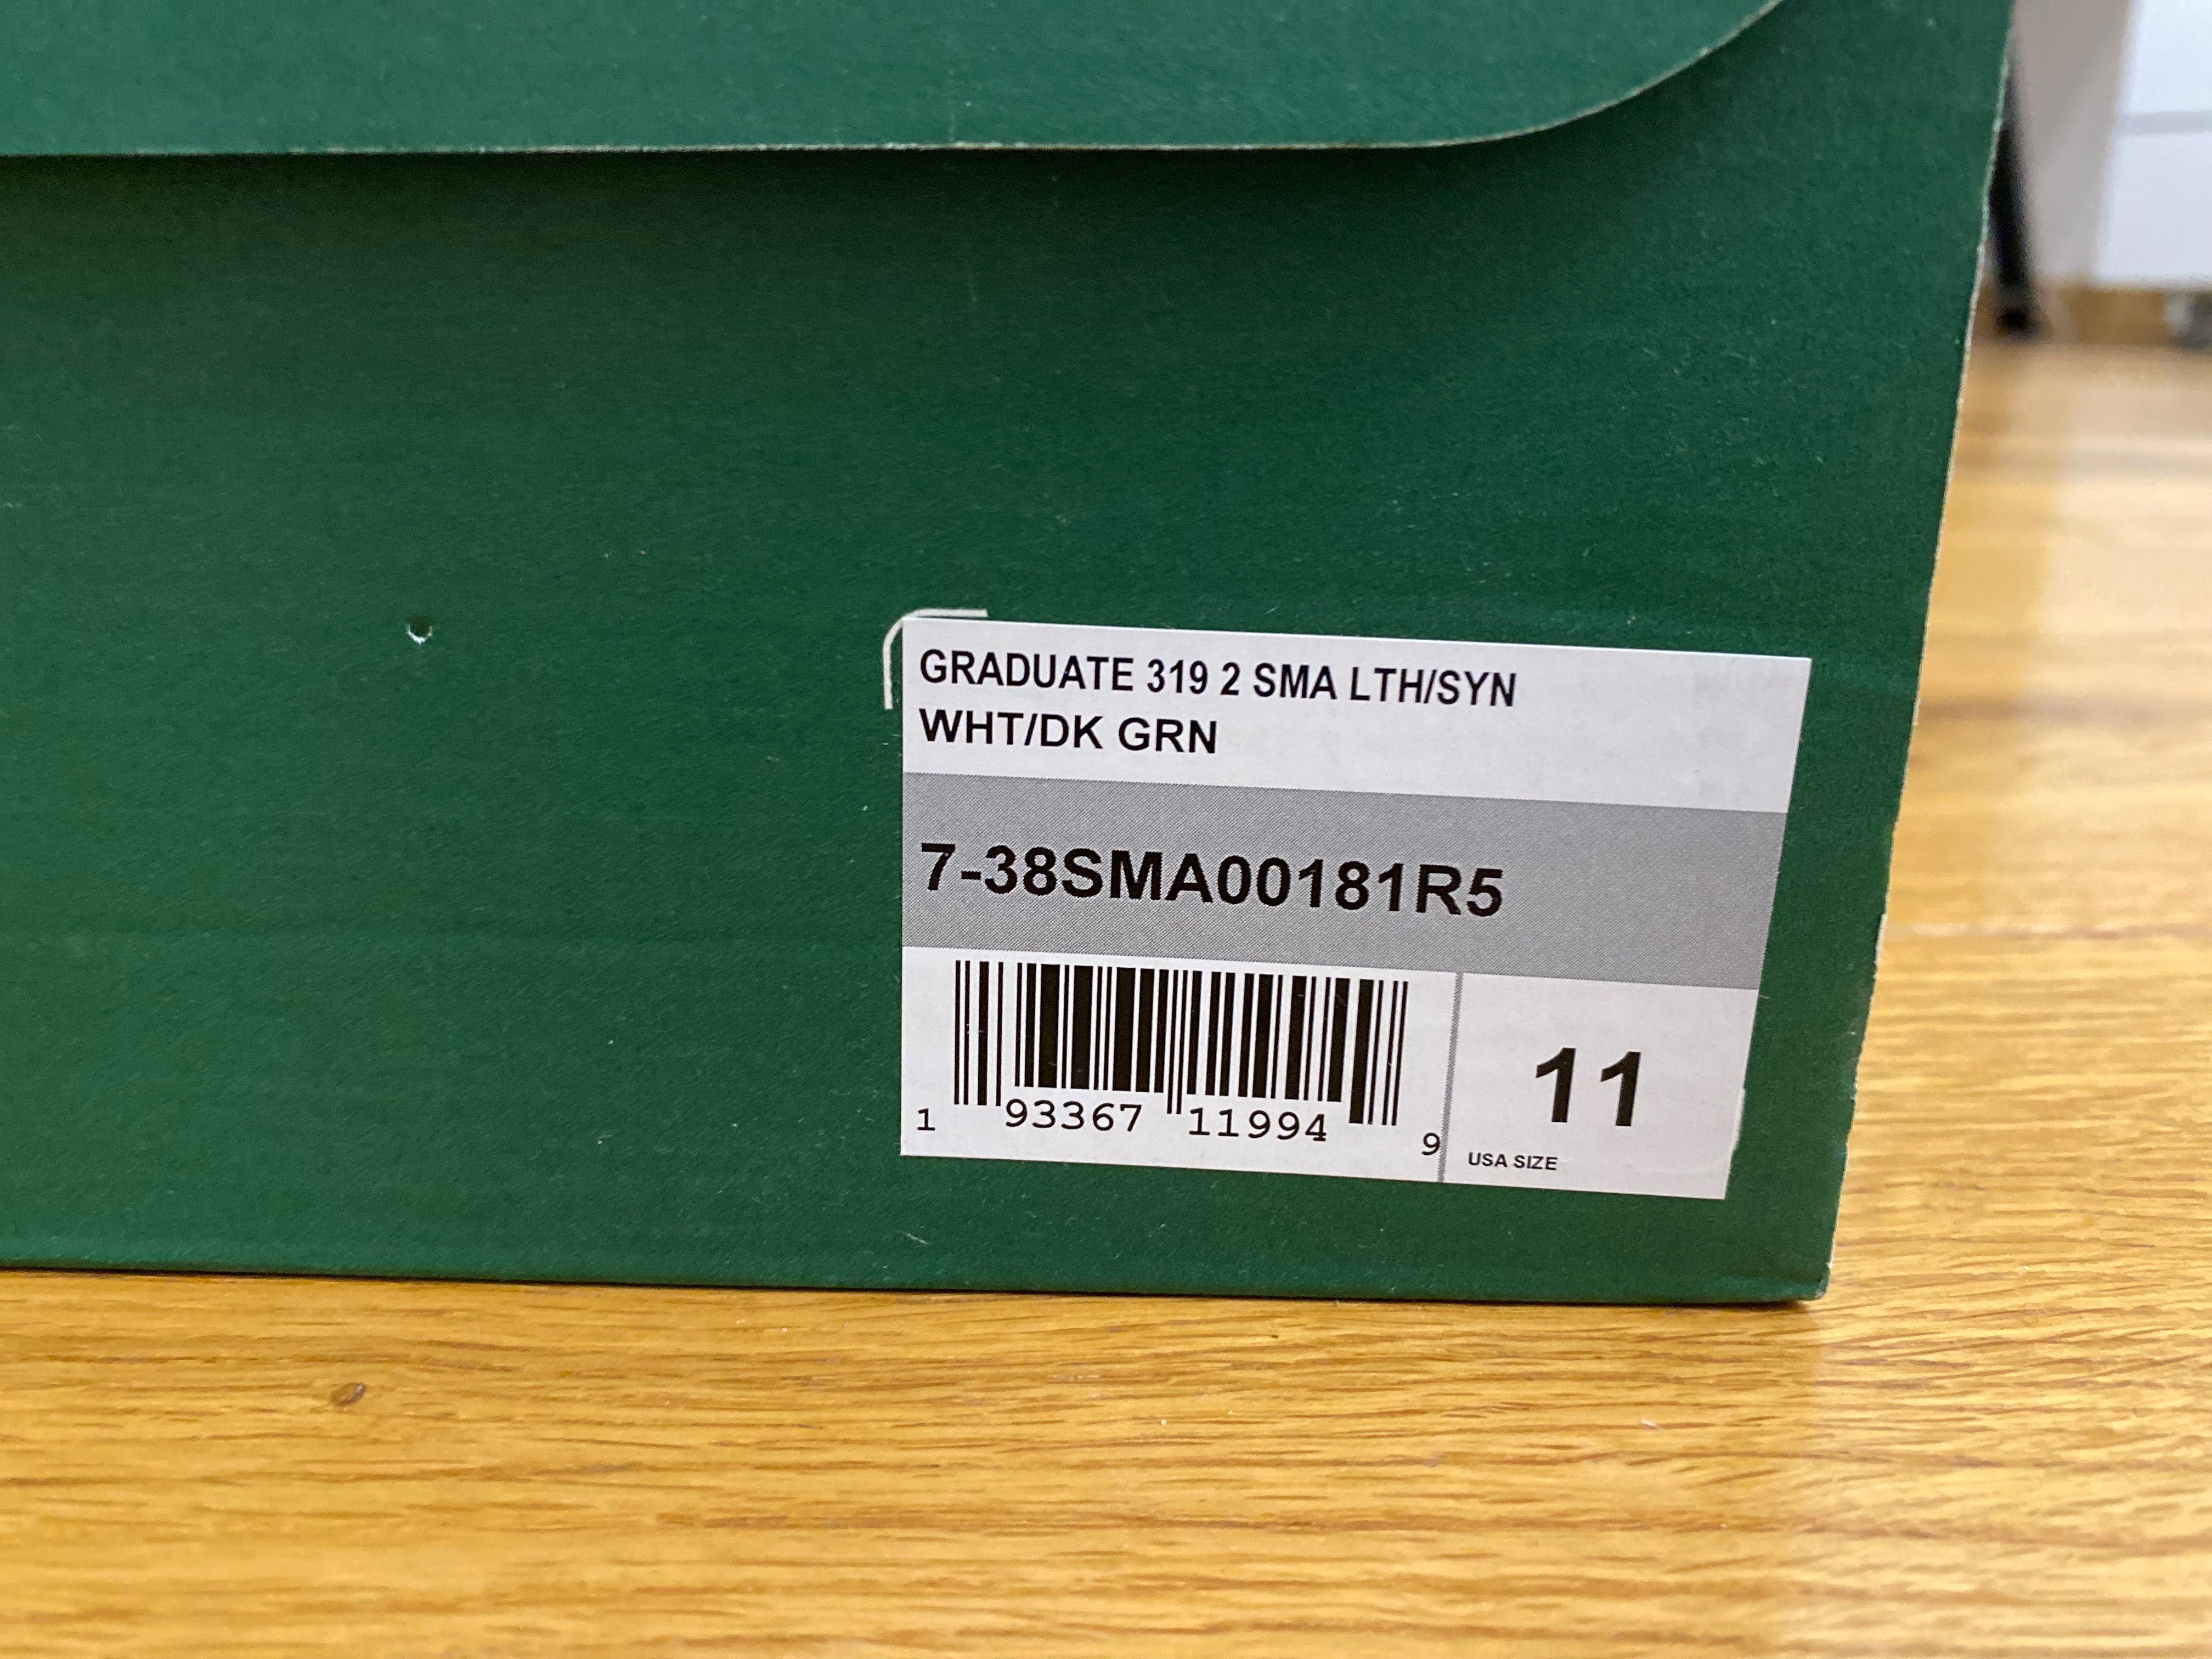 GRADUATE 319 2 SMA LTH/SYN
WHT/DK GRN
7-38SMA00181R5
1 93367 11994 9
11
USA SIZE